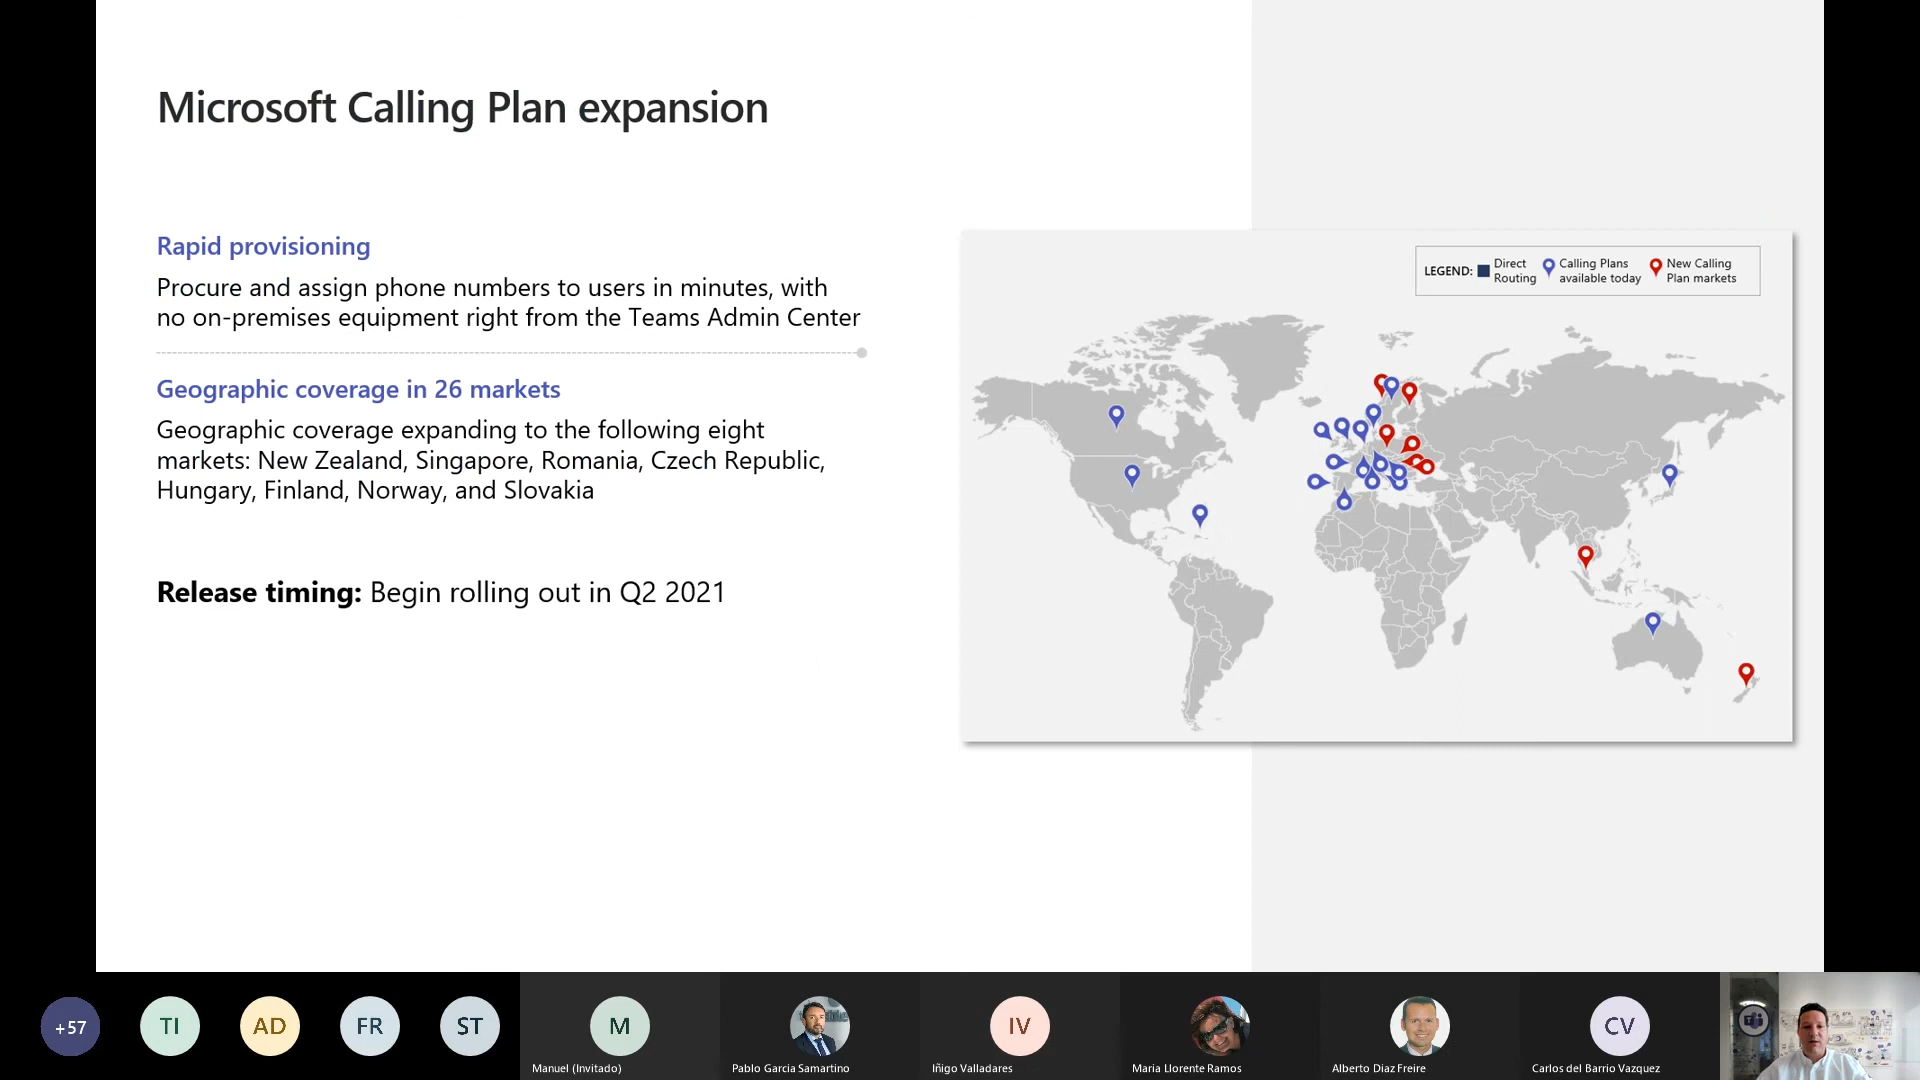 Microsoft Calling Plan expansion
Rapid provisioning
Procure and assign phone numbers to users in minutes, with
no on-premises equipment right from the Teams Admin Center
Geographic coverage in 26 markets
Geographic coverage expanding to the following eight
markets: New Zealand, Singapore, Romania, Czech Republic,
Hungary, Finland, Norway, and Slovakia
Release timing: Begin rolling out in Q2 2021
LEGEND:
Direct
Routing
Calling Plans
available today
New Calling
Plan markets
+57
TI
AD
FR
ST
M
IV
CV
Manuel (Invitado)
Pablo Garcia Samartino
Iñigo Valladares
Maria Llorente Ramos
Alberto Diaz Freire
Carlos del Barrio Vazquez